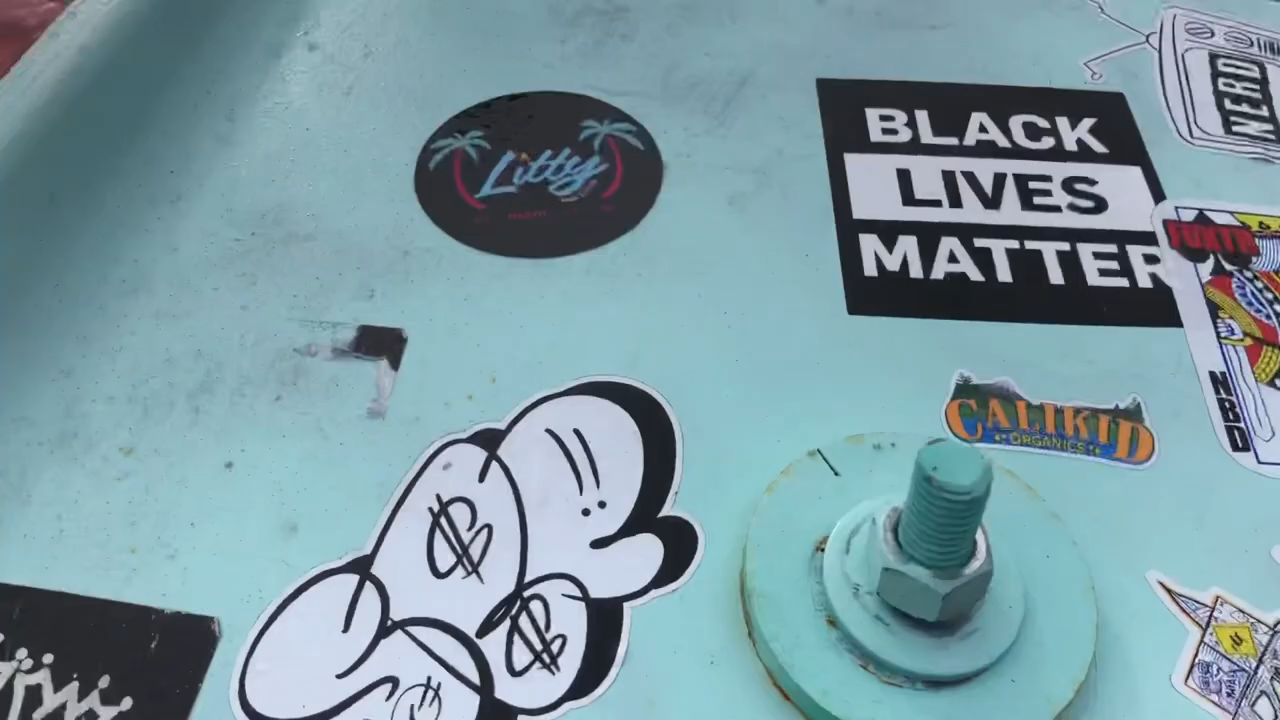 Litty
BLACK
LIVES
MATTER
NERD
CALIKID
ORGANICS
NBD